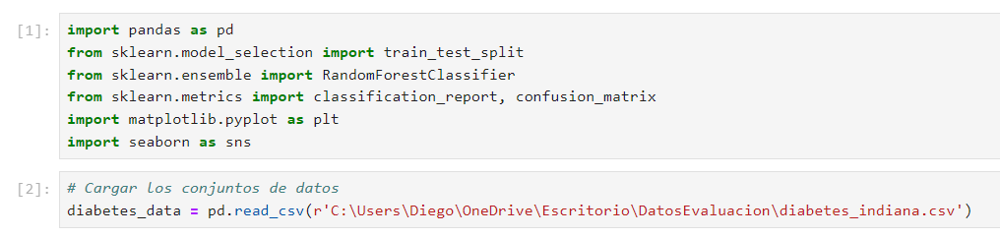 [1]: import pandas as pd
from sklearn.model_selection import train_test_split
from sklearn.ensemble import RandomForestClassifier
from sklearn.metrics import classification_report, confusion_matrix
import matplotlib.pyplot as plt
import seaborn as sns
[2]: # Cargar los conjuntos de datos
diabetes_data = pd.read_csv(r'C:\Users\Diego\OneDrive\Escritorio\DatosEvaluacion\diabetes_indiana.csv')